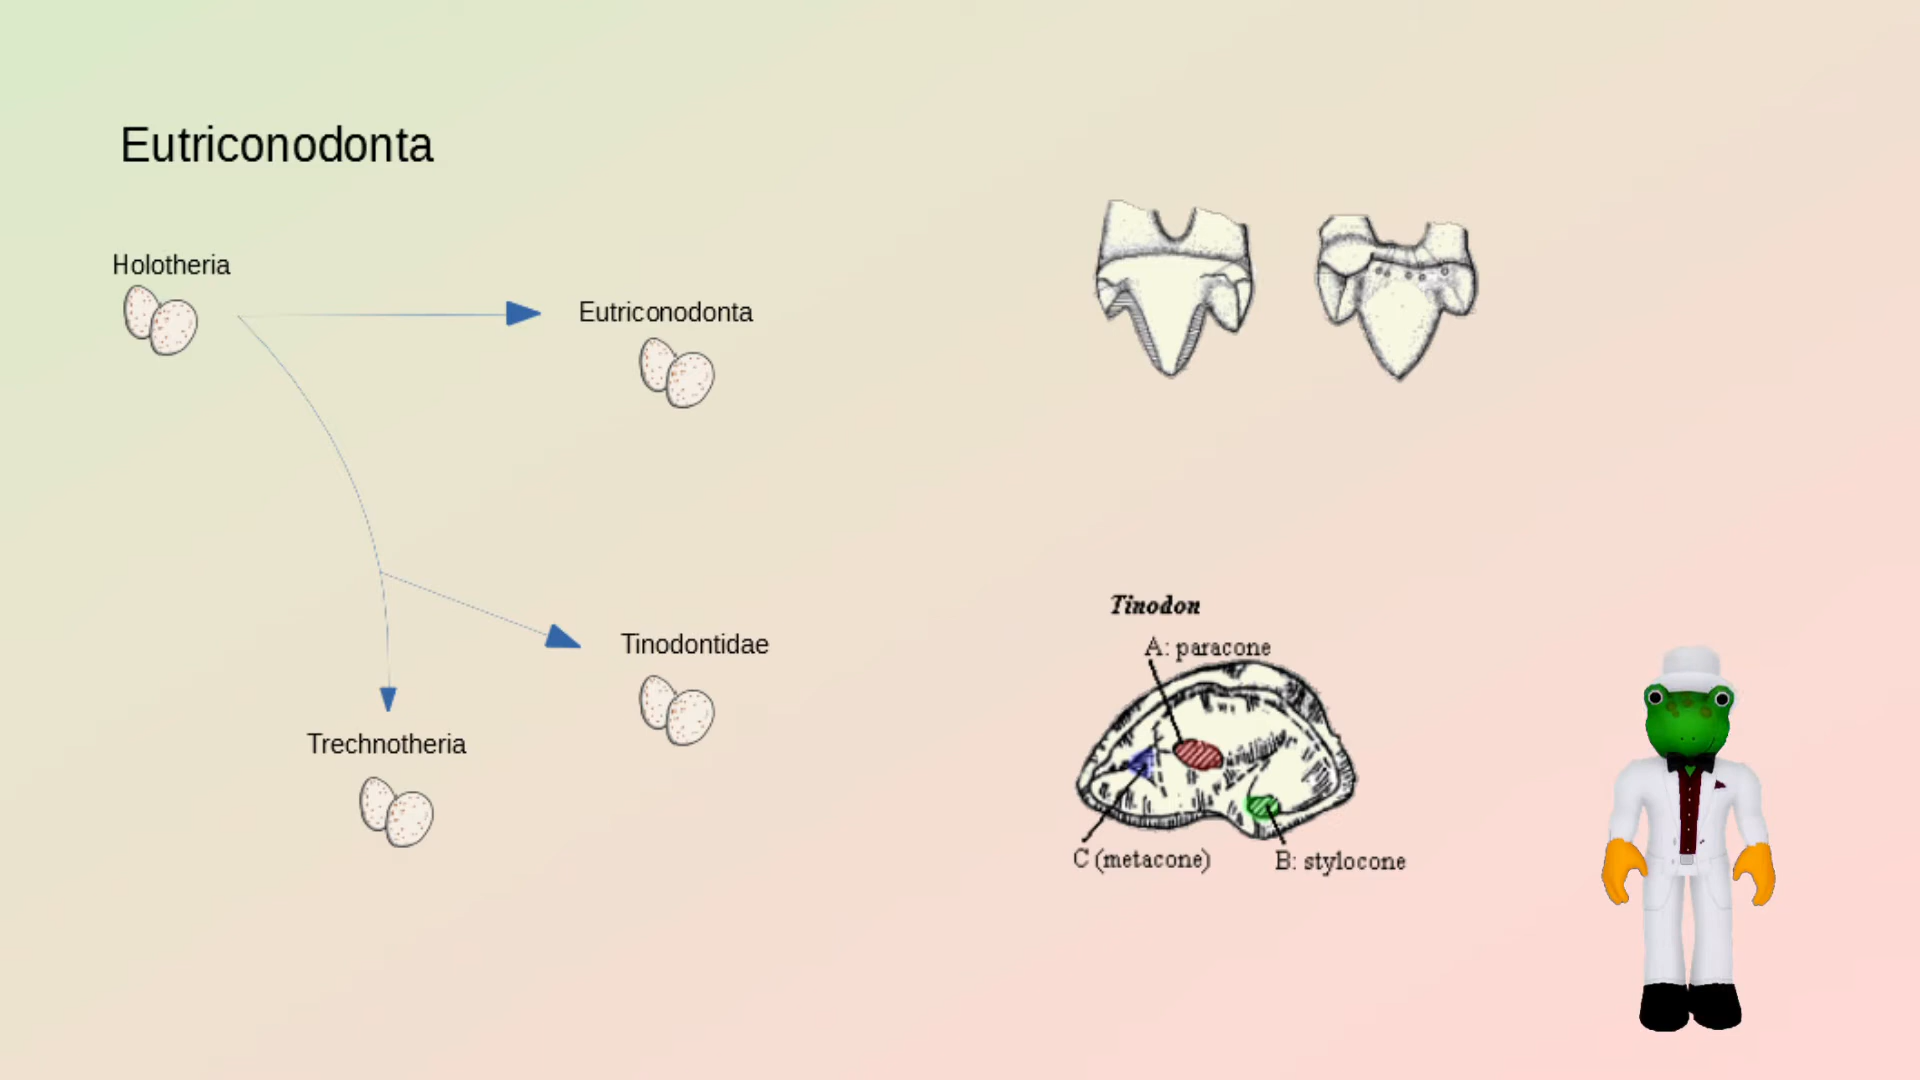 Eutriconodonta
Holotheria
Eutriconodonta
Tinodontidae
Trechnotheria
Tinodon
A: paracone
C (metacone)
B: stylocone